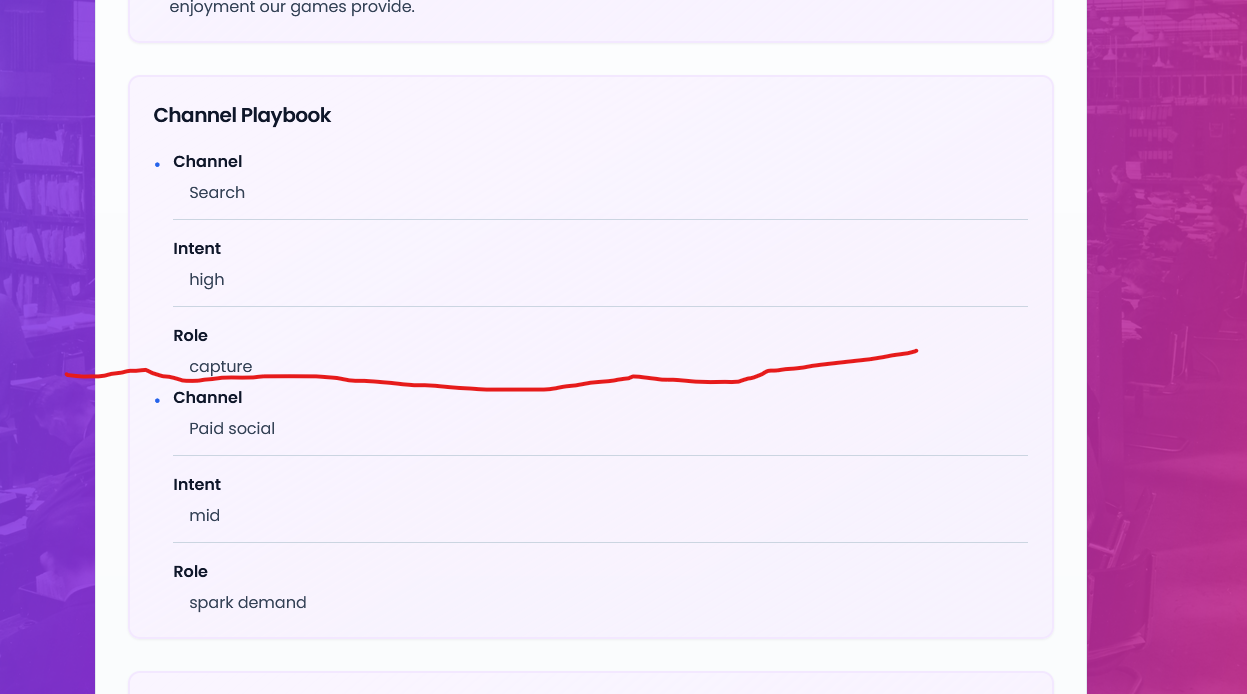 enjoyment our games provide.
Channel Playbook
Channel
Search
Intent
high
Role
capture
Channel
Paid social
Intent
mid
Role
spark demand